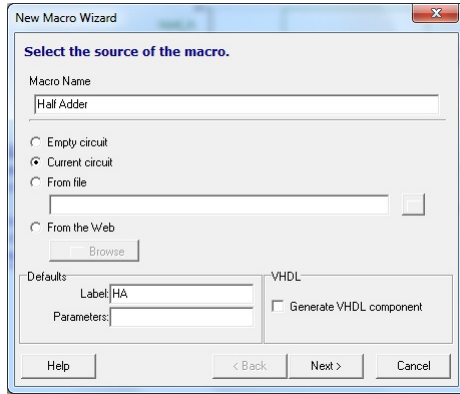 New Macro Wizard
Select the source of the macro.
Macro Name
Half Adder
Empty circuit
Current circuit
From file
From the Web
Browse
Defaults
Label: HA
Parameters:
VHDL
Generate VHDL component
Help
< Back
Next >
Cancel